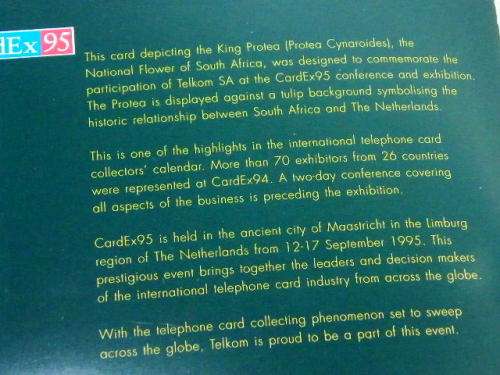 dEx 95
This card depicting the King Protea (Protea Cynaroides), the
National Flower of South Africa, was designed to commemorate the
participation of Telkom SA at the CardEx95 conference and exhibition.
The Protea is displayed against a tulip background symbolising the
historic relationship between South Africa and The Netherlands.
This is one of the highlights in the international telephone card
collectors' calendar. More than 70 exhibitors from 26 countries
were represented at CardEx94. A two-day conference covering
all aspects of the business is preceding the exhibition.
CardEx95 is held in the ancient city of Maastricht in the Limburg
region of The Netherlands from 12-17 September 1995. This
prestigious event brings together the leaders and decision makers
of the international telephone card industry from across the globe.
With the telephone card collecting phenomenon set to sweep
across the globe, Telkom is proud to be a part of this event.